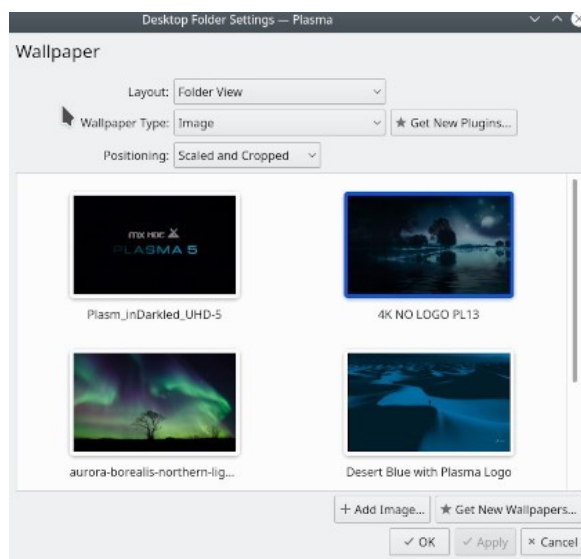 Desktop Folder Settings — Plasma
Wallpaper
Layout: Folder View
Wallpaper Type: Image ★ Get New Plugins...
Positioning: Scaled and Cropped
PLASMA 5
Plasm_inDarkled_UHD-5 4K NO LOGO PL13
aurora-borealis-northern-lig... Desert Blue with Plasma Logo
+ Add Image... ★ Get New Wallpapers...
✓ OK ✓ Apply × Cancel